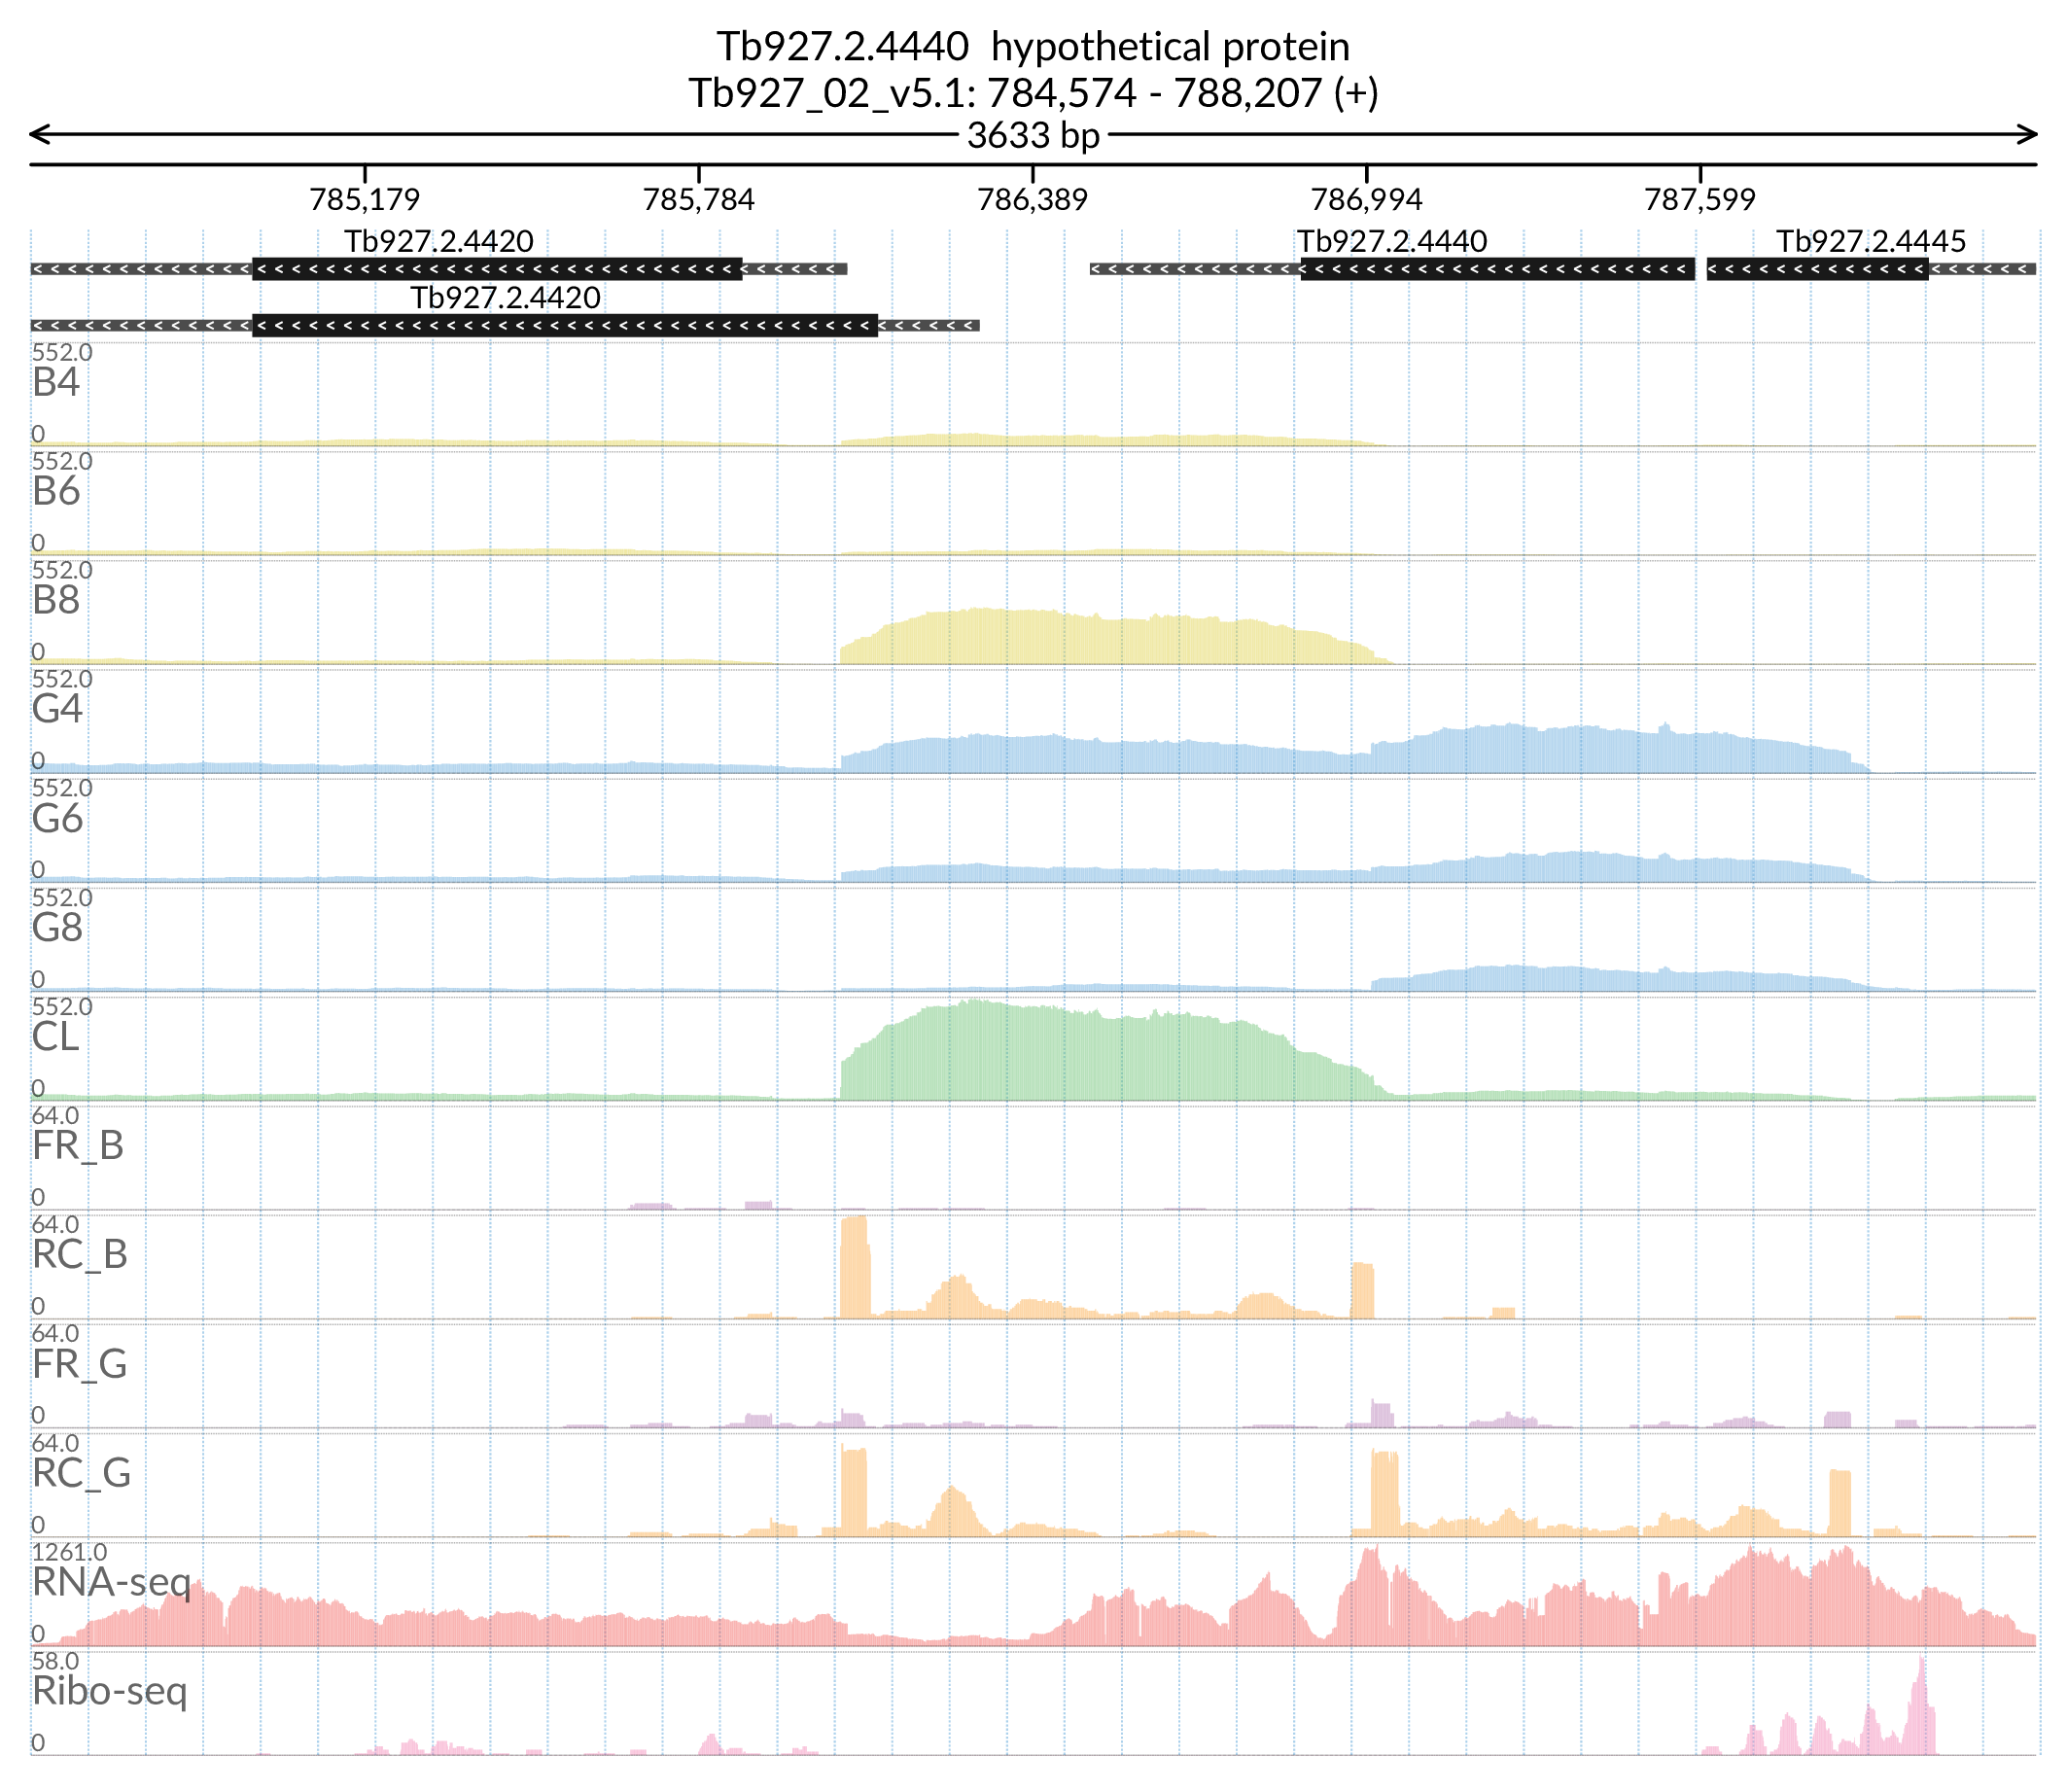 Tb927.2.4440  hypothetical protein
Tb927_02_v5.1: 784,574 - 788,207 (+)
3633 bp
785,179 785,784 786,389 786,994 787,599
Tb927.2.4420 Tb927.2.4440 Tb927.2.4445
Tb927.2.4420
552.0
B4
0
552.0
B6
0
552.0
B8
0
552.0
G4
0
552.0
G6
0
552.0
G8
0
552.0
CL
0
64.0
FR_B
0
64.0
RC_B
0
64.0
FR_G
0
64.0
RC_G
0
1261.0
RNA-seq
0
58.0
Ribo-seq
0